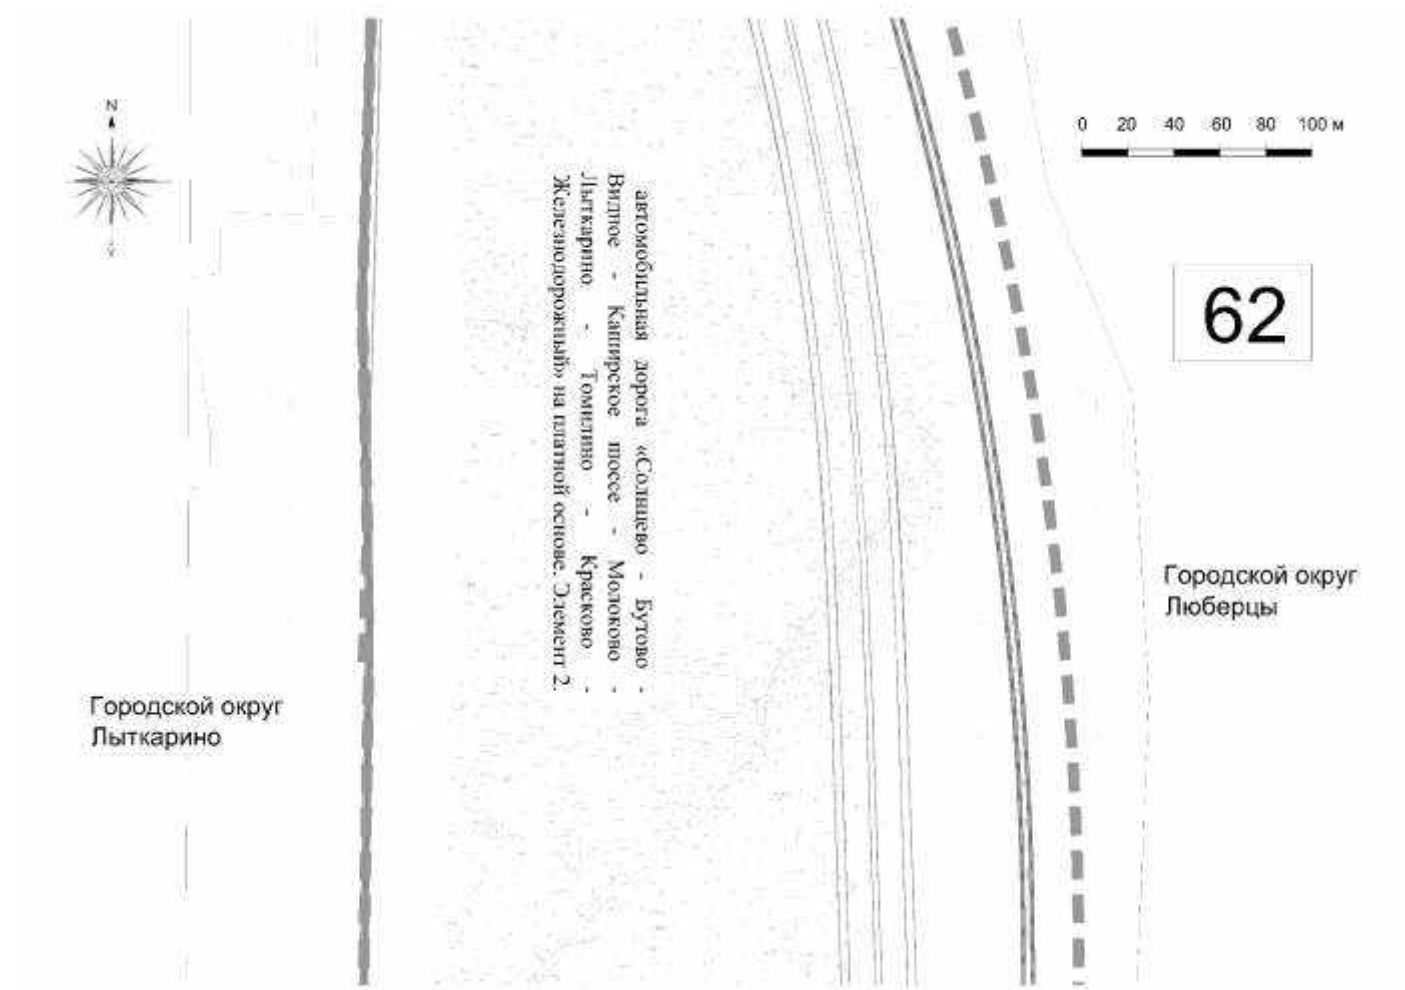 N
0 20 40 60 80 100 м
62
автомобильная дорога «Солнцево - Бутово -
Видное - Каширское шоссе - Молоково -
Лыткарино - Томилино - Красково -
Железнодорожный» на платной основе. Элемент 2.
Городской округ
Люберцы
Городской округ
Лыткарино